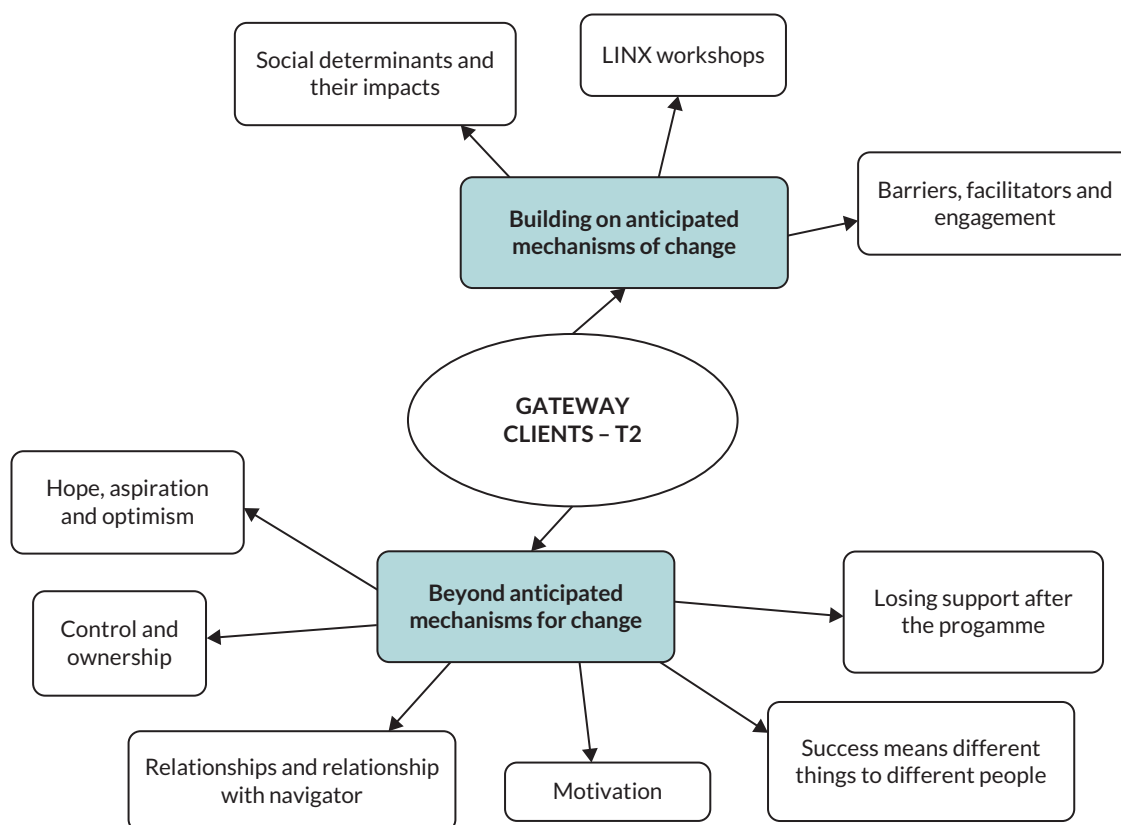 Social determinants and
their impacts
LINX workshops
Barriers, facilitators and
engagement
Building on anticipated
mechanisms of change
GATEWAY
CLIENTS – T2
Hope, aspiration
and optimism
Beyond anticipated
mechanisms for change
Losing support after
the progamme
Control and
ownership
Relationships and relationship
with navigator
Motivation
Success means different
things to different people